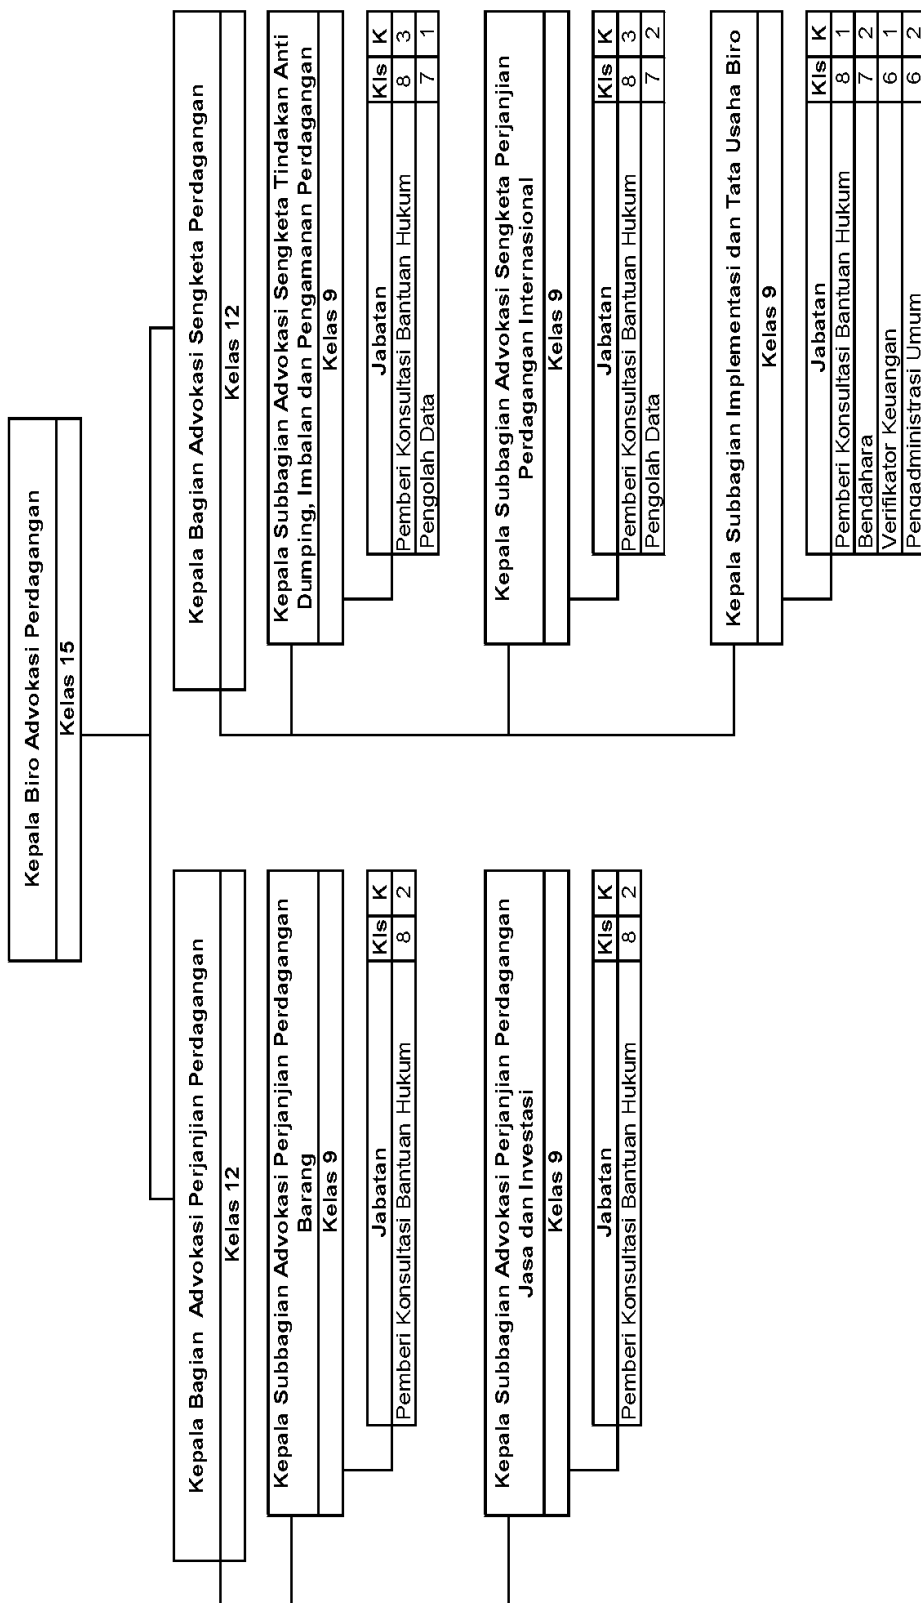 Kepala Biro Advokasi Perdagangan
Kelas 15
Kepala Bagian Advokasi Perjanjian Perdagangan
Kelas 12
Kepala Subbagian Advokasi Perjanjian Perdagangan
Barang
Kelas 9
Jabatan Kls K
Pemberi Konsultasi Bantuan Hukum 8 2
Kepala Subbagian Advokasi Perjanjian Perdagangan
Jasa dan Investasi
Kelas 9
Jabatan Kls K
Pemberi Konsultasi Bantuan Hukum 8 2
Kepala Bagian Advokasi Sengketa Perdagangan
Kelas 12
Kepala Subbagian Advokasi Sengketa Tindakan Anti
Dumping, Imbalan dan Pengamanan Perdagangan
Kelas 9
Jabatan Kls K
Pemberi Konsultasi Bantuan Hukum 8 3
Pengolah Data 7 1
Kepala Subbagian Advokasi Sengketa Perjanjian
Perdagangan Internasional
Kelas 9
Jabatan Kls K
Pemberi Konsultasi Bantuan Hukum 8 3
Pengolah Data 7 2
Kepala Subbagian Implementasi dan Tata Usaha Biro
Kelas 9
Jabatan Kls K
Pemberi Konsultasi Bantuan Hukum 8 1
Bendahara 7 2
Verifikator Keuangan 6 1
Pengadministrasi Umum 6 2